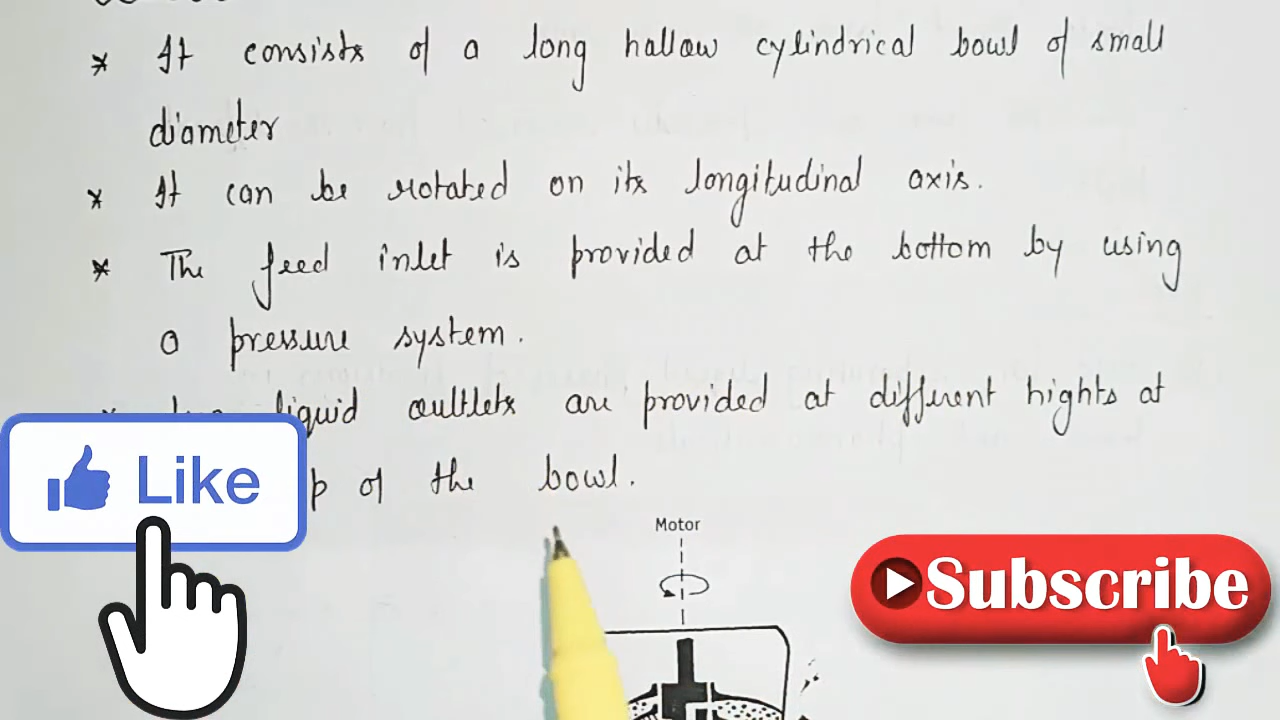 * It consists of a long hallaw cylindrical bowl of small
diameter
* It can be rotated on its longitudinal axis.
* The feed inlet is provided at the bottom by using
a pressure system.
liquid oultlets are provided at different hights at
of the bowl.
Like
Motor
Subscribe